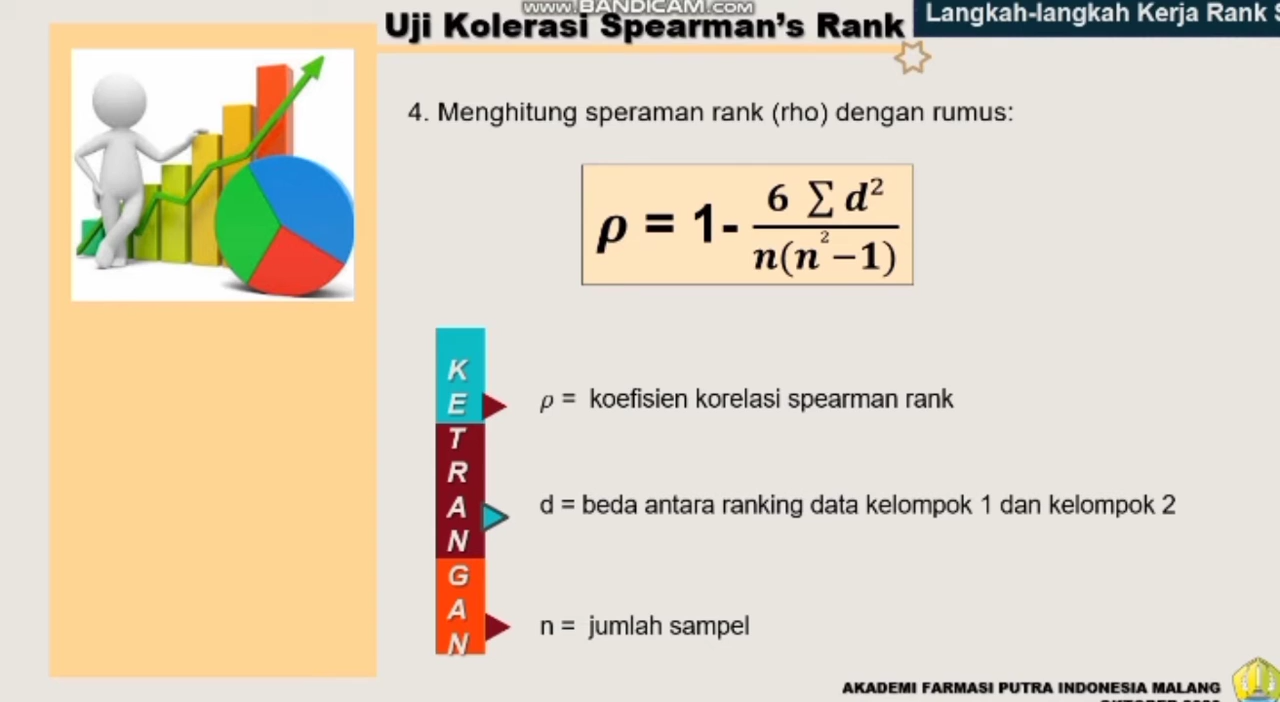 www.BANDICAM.com
Uji Kolerasi Spearman's Rank
Langkah-langkah Kerja Rank
4. Menghitung speraman rank (rho) dengan rumus:
ρ = 1- 6 ∑ d² / n(n² −1)
KETRANGAN
ρ = koefisien korelasi spearman rank
d = beda antara ranking data kelompok 1 dan kelompok 2
n = jumlah sampel
AKADEMI FARMASI PUTRA INDONESIA MALANG